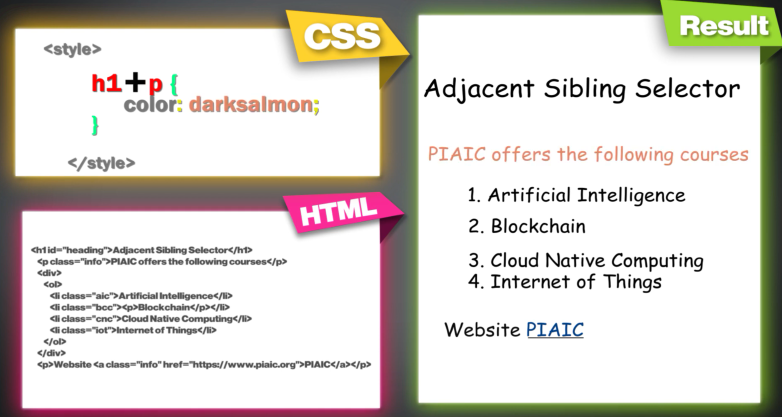 CSS
<style>
h1+p {
color: darksalmon;
}
</style>
HTML
<h1 id="heading">Adjacent Sibling Selector</h1>
<p class="info">PIAIC offers the following courses</p>
<div>
<ol>
<li class="aic">Artificial Intelligence</li>
<li class="bcc"><p>Blockchain</p></li>
<li class="cnc">Cloud Native Computing</li>
<li class="iot">Internet of Things</li>
</ol>
</div>
<p>Website <a class="info" href="https://www.piaic.org">PIAIC</a></p>
Result
Adjacent Sibling Selector
PIAIC offers the following courses
1. Artificial Intelligence
2. Blockchain
3. Cloud Native Computing
4. Internet of Things
Website PIAIC